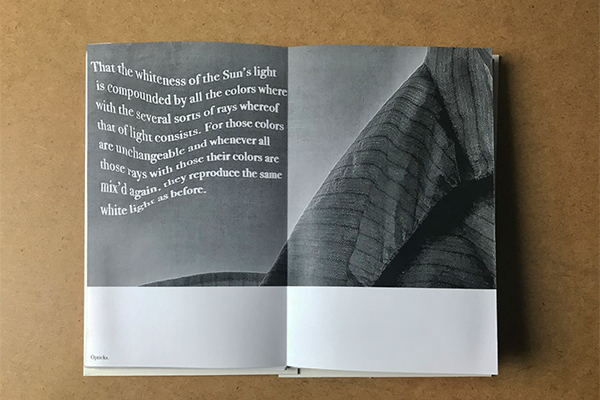 That the whiteness of the Sun's light
is compounded by all the colors where
with the several sorts of rays whereof
that of light consists. For those colors
are unchangeable and whenever all
those rays with those their colors are
mix'd again, they reproduce the same
white light as before.
Opticks.